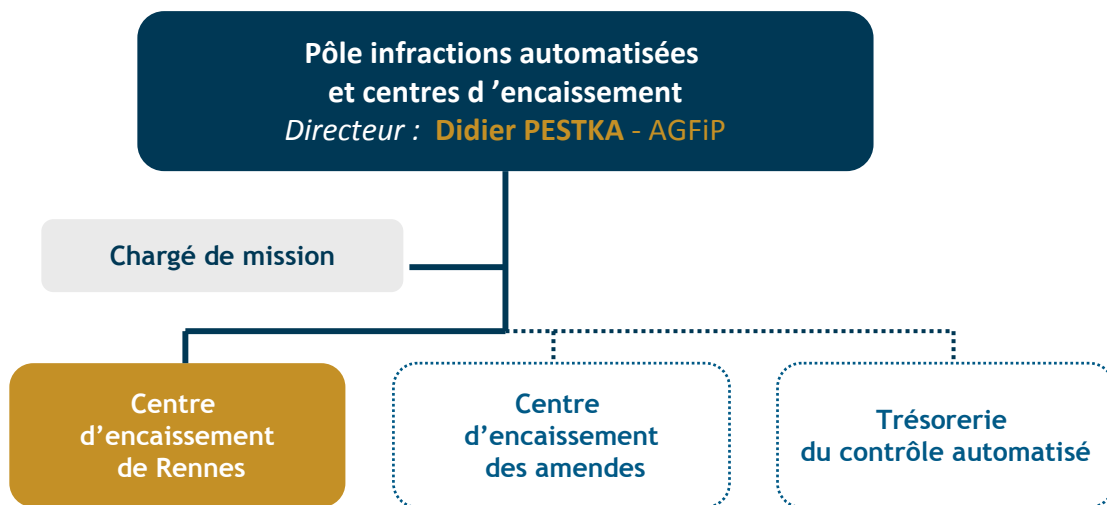 Pôle infractions automatisées
et centres d ’encaissement
Directeur : Didier PESTKA - AGFiP
Chargé de mission
Centre
d’encaissement
de Rennes
Centre
d’encaissement
des amendes
Trésorerie
du contrôle automatisé